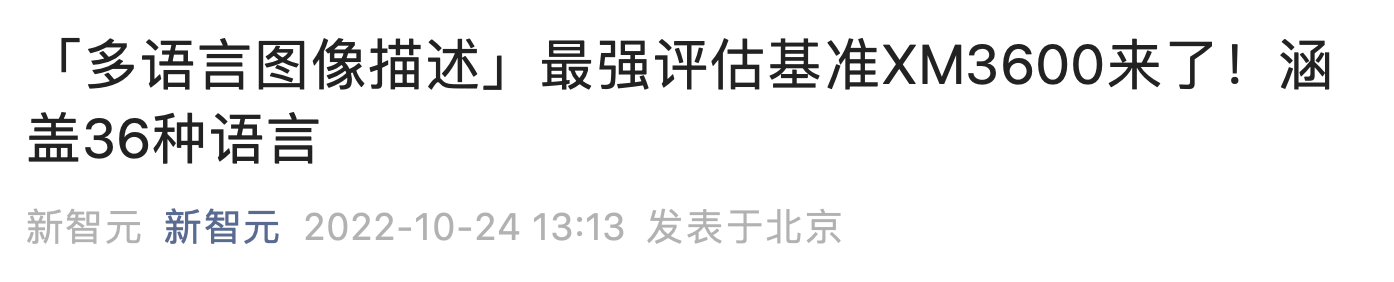 「多语言图像描述」最强评估基准XM3600来了！涵
盖36种语言
新智元 新智元 2022-10-24 13:13 发表于北京